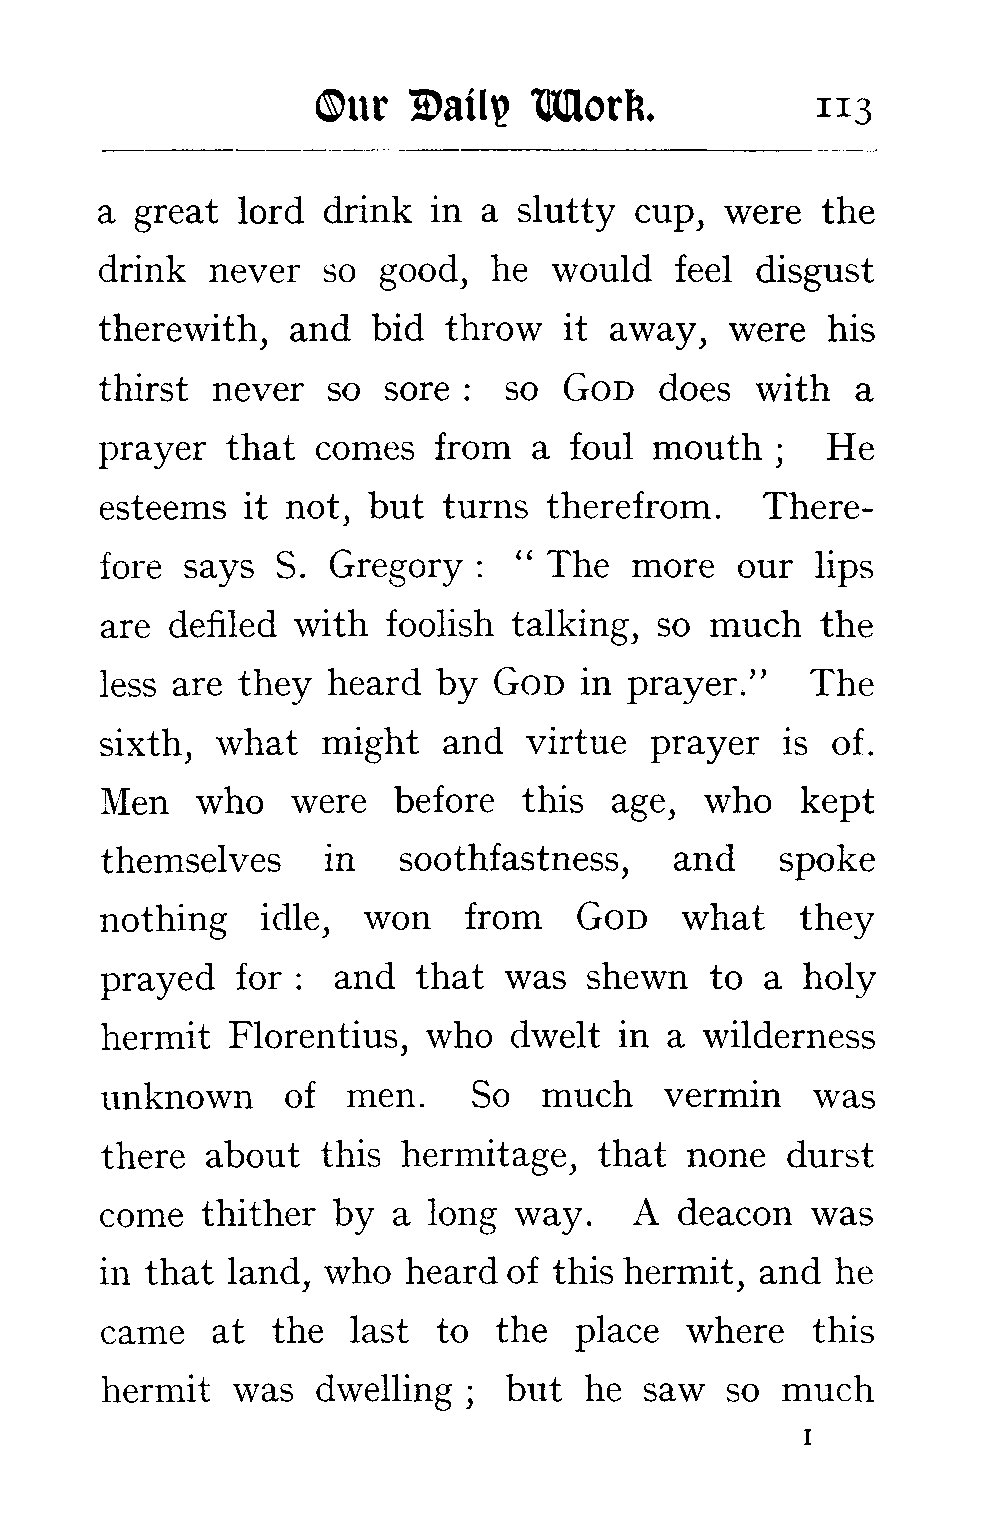 Our Daily Work. 113
a great lord drink in a slutty cup, were the
drink never so good, he would feel disgust
therewith, and bid throw it away, were his
thirst never so sore : so GOD does with a
prayer that comes from a foul mouth ; He
esteems it not, but turns therefrom. There-
fore says S. Gregory : “ The more our lips
are defiled with foolish talking, so much the
less are they heard by GOD in prayer.” The
sixth, what might and virtue prayer is of.
Men who were before this age, who kept
themselves in soothfastness, and spoke
nothing idle, won from GOD what they
prayed for : and that was shewn to a holy
hermit Florentius, who dwelt in a wilderness
unknown of men. So much vermin was
there about this hermitage, that none durst
come thither by a long way. A deacon was
in that land, who heard of this hermit, and he
came at the last to the place where this
hermit was dwelling ; but he saw so much
I